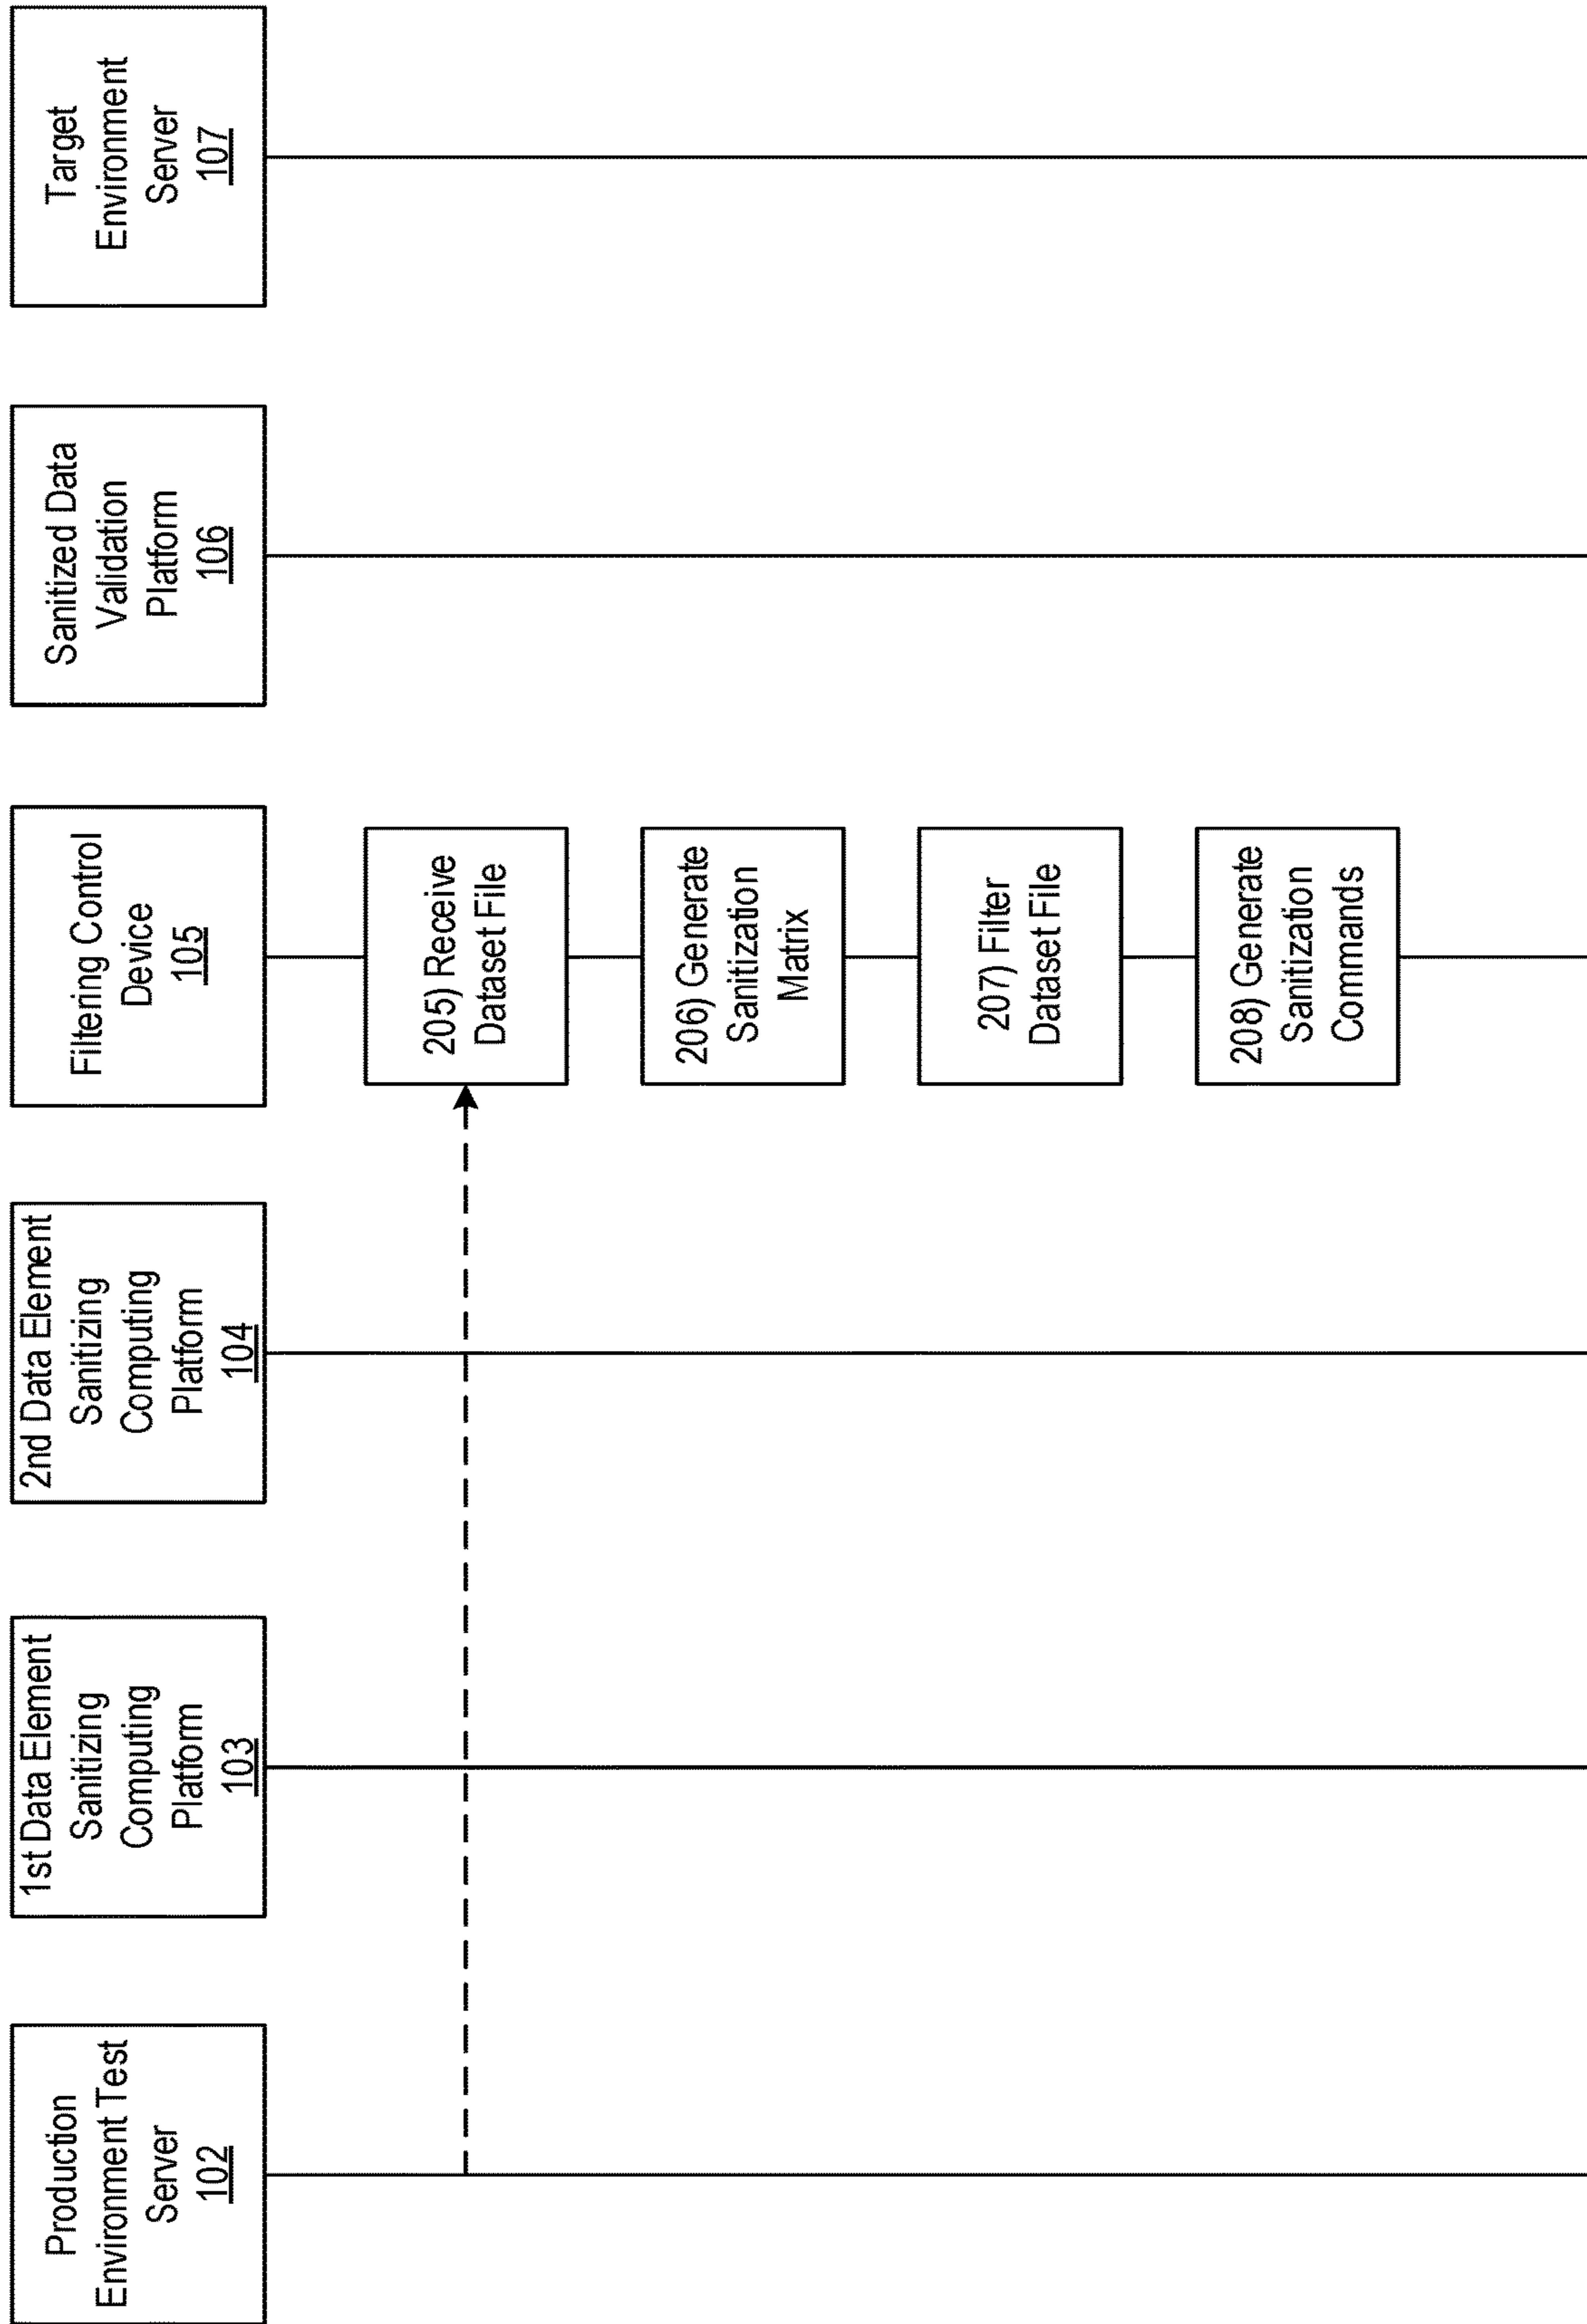 Production
Environment Test
Server
102
1st Data Element
Sanitizing
Computing
Platform
103
2nd Data Element
Sanitizing
Computing
Platform
104
Filtering Control
Device
105
Sanitized Data
Validation
Platform
106
Target
Environment
Server
107
205) Receive
Dataset File
206) Generate
Sanitization
Matrix
207) Filter
Dataset File
208) Generate
Sanitization
Commands